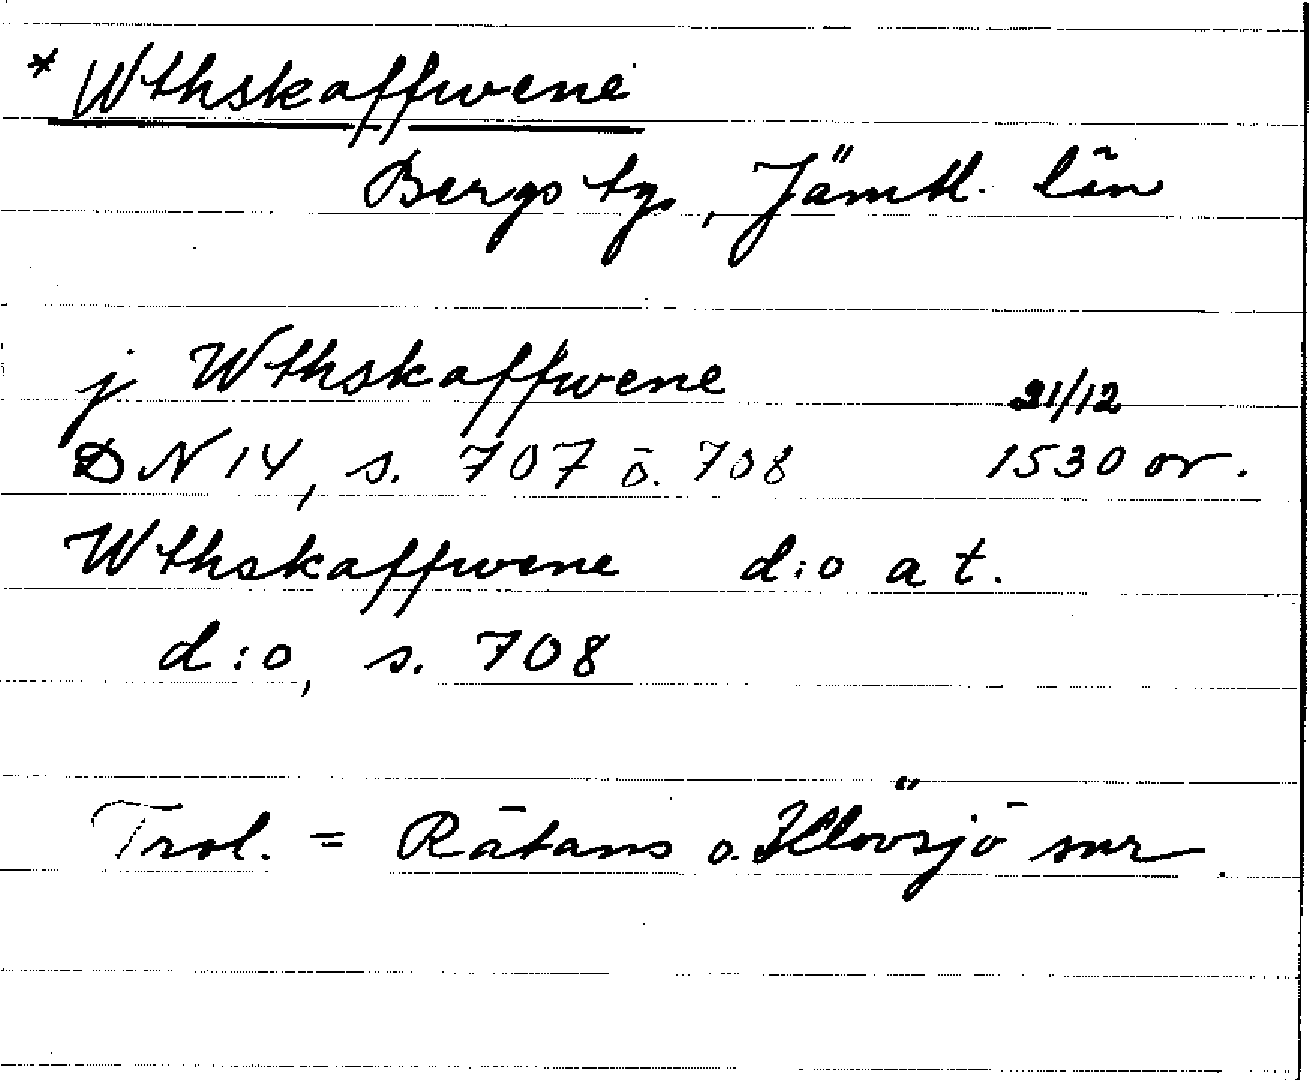 * Wthskaffwene
Bergs tg, Jämtl. län
j Wthskaffwene 21/12
DN 14, s. 707 o. 708 1530 or.
Wthskaffwene d:o a t.
d:o, s. 708
Trol. = Rätans o. Klövsjö snr.